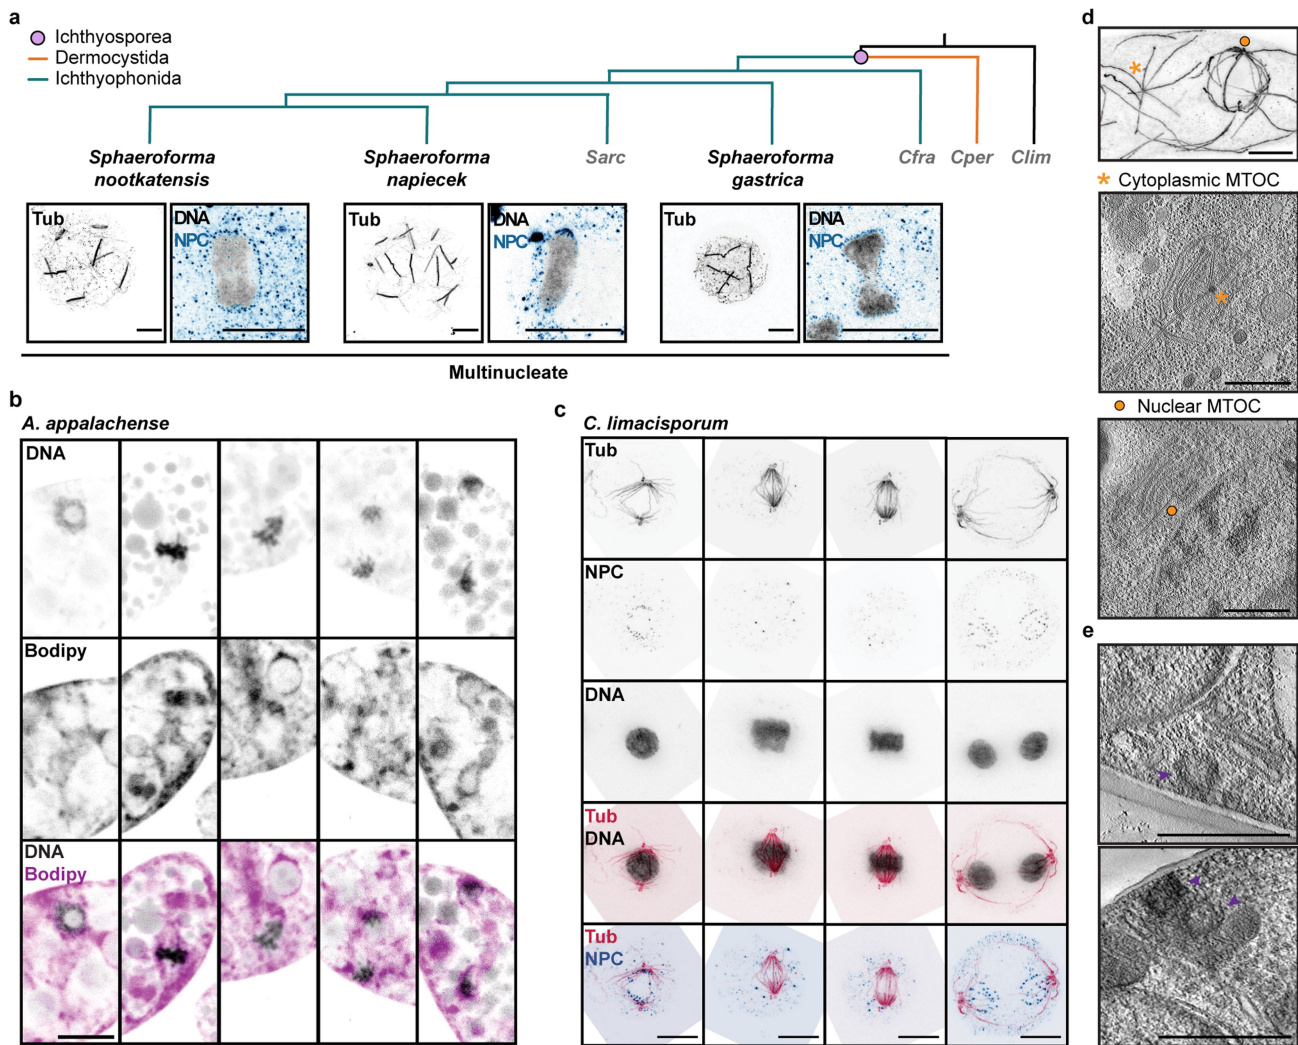 a
Ichthyosporea
Dermocystida
Ichthyophonida
Sphaeroforma
nootkatensis
Sphaeroforma
napiecek
Sarc
Sphaeroforma
gastrica
Cfra
Cper
Clim
Tub
DNA
NPC
Tub
DNA
NPC
Tub
DNA
NPC
Multinucleate
b
A. appalachense
DNA
Bodipy
DNA
Bodipy
c
C. limacisporum
Tub
NPC
DNA
Tub
DNA
Tub
NPC
d
* Cytoplasmic MTOC
Nuclear MTOC
e